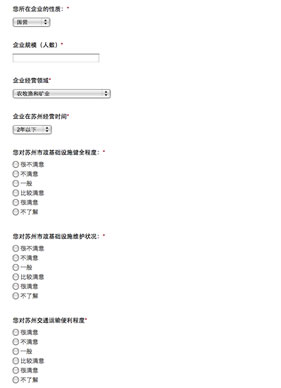 您所在企业的性质：*
国营
企业规模（人数）*
企业经营领域*
农牧渔和矿业
企业在苏州经营时间*
2年以下
您对苏州市政基础设施健全程度：*
很不满意
不满意
一般
比较满意
很满意
不了解
您对苏州市政基础设施维护状况：*
很不满意
不满意
一般
比较满意
很满意
不了解
您对苏州交通运输便利程度*
很满意
不满意
一般
比较满意
很满意
不了解